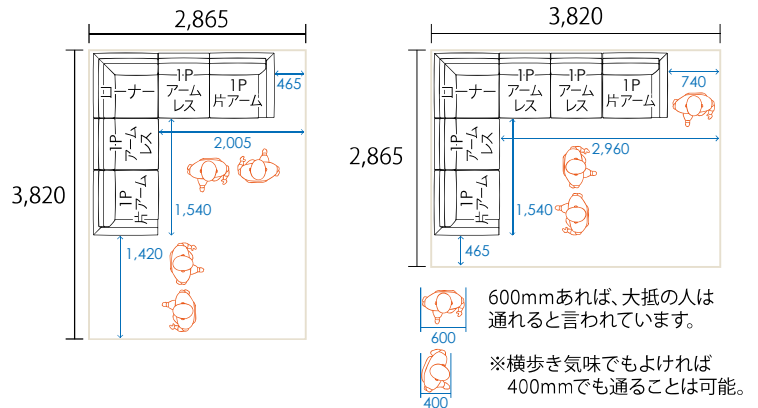 2,865
3,820
コーナー
1P
アーム
レス
1P
片アーム
465
2,005
1P
アーム
レス
1P
片アーム
1,540
1,420
3,820
2,865
コーナー
1P
アーム
レス
1P
アーム
レス
1P
片アーム
740
2,960
1P
アーム
レス
1P
片アーム
1,540
465
600
600mmあれば、大抵の人は
通れると言われています。
400
※横歩き気味でもよければ
400mmでも通ることは可能。